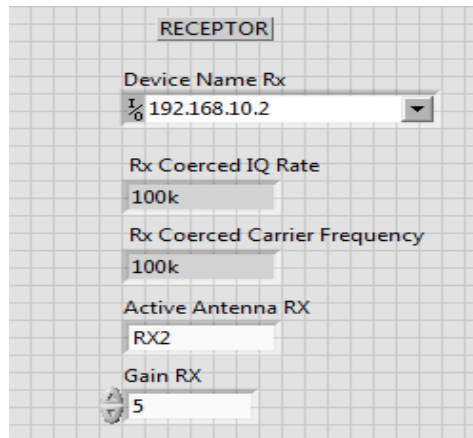 RECEPTOR
Device Name Rx
I/O 192.168.10.2
Rx Coerced IQ Rate
100k
Rx Coerced Carrier Frequency
100k
Active Antenna RX
RX2
Gain RX
5